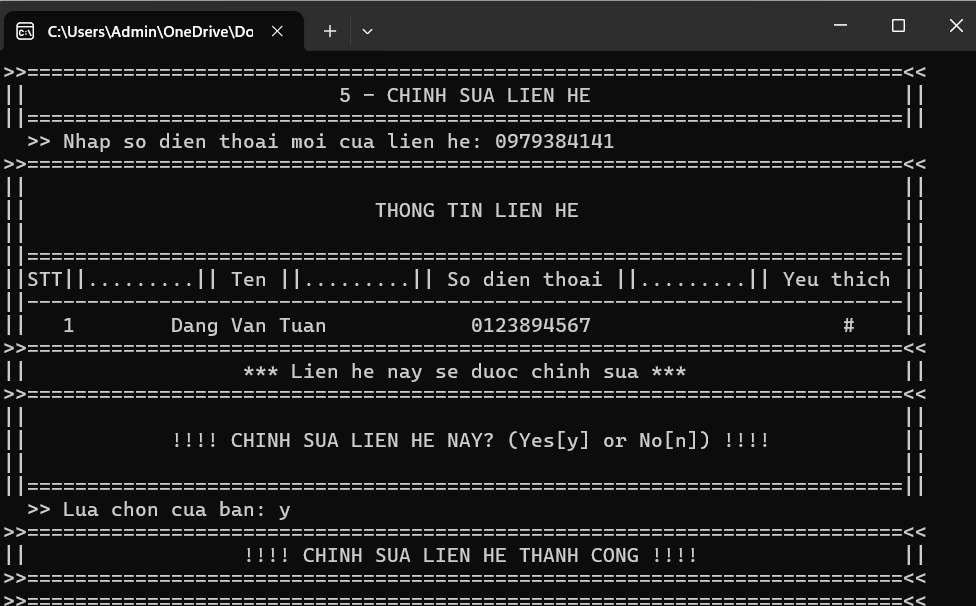 C:\Users\Admin\OneDrive\Do
>>=========================================================================<<
|| 5 - CHINH SUA LIEN HE ||
||=========================================================================||
>> Nhap so dien thoai moi cua lien he: 0979384141
>>=========================================================================<<
|| ||
|| THONG TIN LIEN HE ||
|| ||
||=========================================================================||
||STT||.........|| Ten ||.........|| So dien thoai ||.........|| Yeu thich ||
||-------------------------------------------------------------------------||
|| 1 Dang Van Tuan 0123894567 # ||
>>=========================================================================<<
|| *** Lien he nay se duoc chinh sua *** ||
>>=========================================================================<<
|| ||
|| !!!! CHINH SUA LIEN HE NAY? (Yes[y] or No[n]) !!!! ||
|| ||
||=========================================================================||
>> Lua chon cua ban: y
>>=========================================================================<<
|| !!!! CHINH SUA LIEN HE THANH CONG !!!! ||
>>=========================================================================<<
>>=========================================================================<<